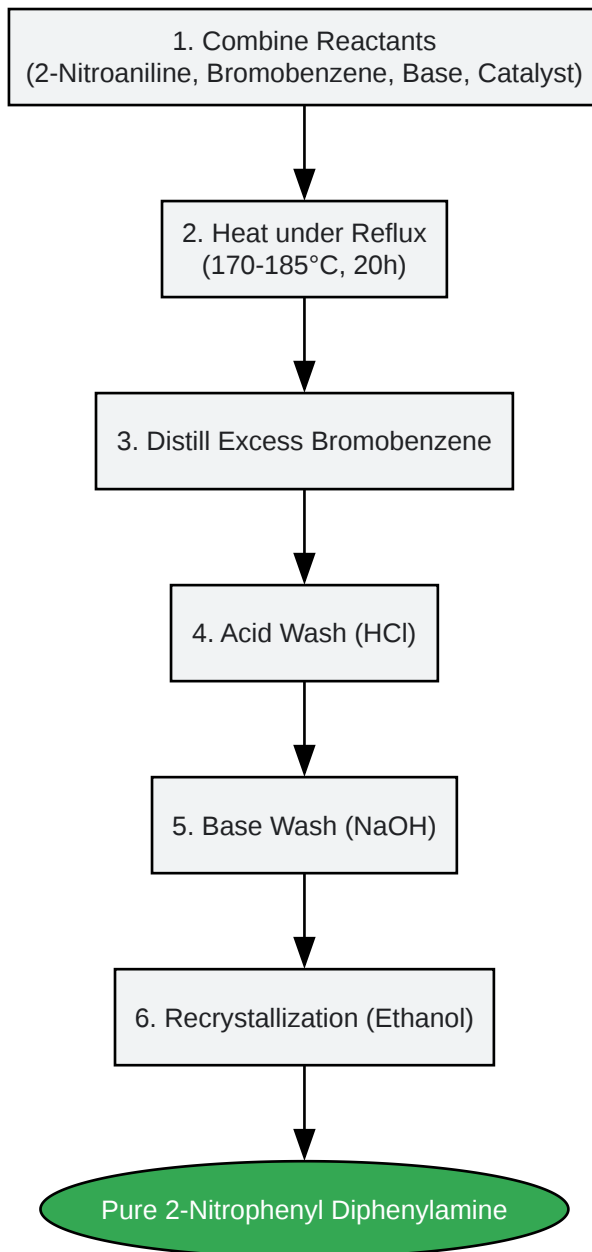 1. Combine Reactants
(2-Nitroaniline, Bromobenzene, Base, Catalyst)
2. Heat under Reflux
(170-185°C, 20h)
3. Distill Excess Bromobenzene
4. Acid Wash (HCl)
5. Base Wash (NaOH)
6. Recrystallization (Ethanol)
Pure 2-Nitrophenyl Diphenylamine